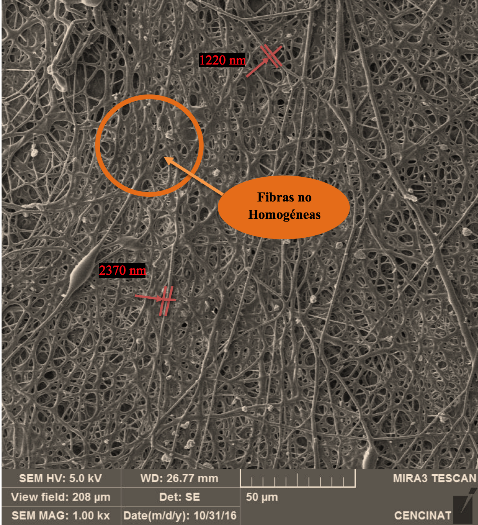 1220 nm
Fibras no
Homogéneas
2370 nm
SEM HV: 5.0 kV
WD: 26.77 mm
MIRA3 TESCAN
View field: 208 µm
Det: SE
50 µm
SEM MAG: 1.00 kx
Date(m/d/y): 10/31/16
CENCINAT